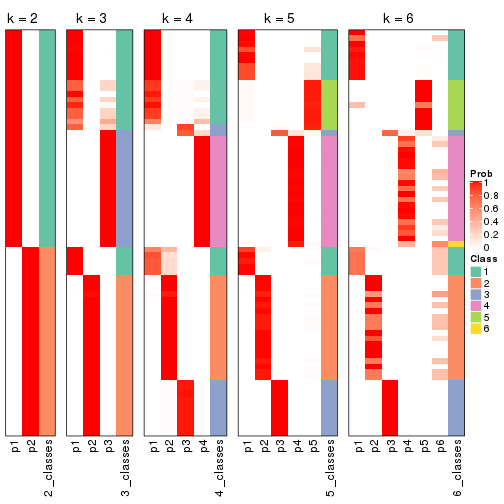 k = 2
k = 3
k = 4
k = 5
k = 6
p1
p2
2_classes
p1
p2
p3
3_classes
p1
p2
p3
p4
4_classes
p1
p2
p3
p4
p5
5_classes
p1
p2
p3
p4
p5
p6
6_classes
Prob
1
0.8
0.6
0.4
0.2
0
Class
1
2
3
4
5
6